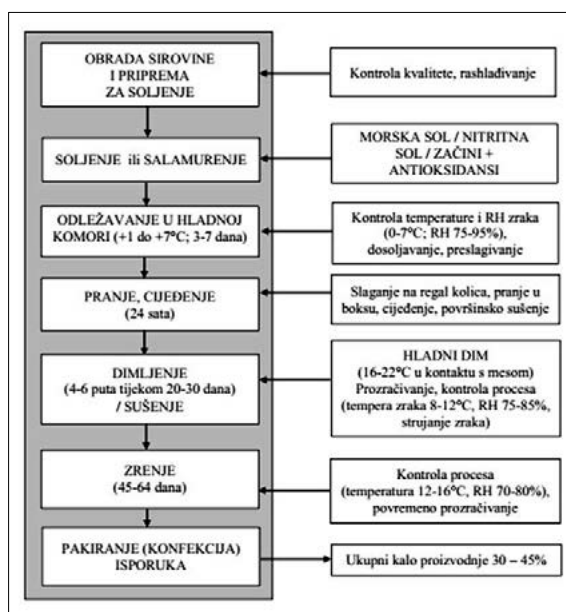 OBRADA SIROVINE
I PRIPREMA
ZA SOLJENJE
Kontrola kvalitete, rashlađivanje
SOLJENJE ili SALAMURENJE
MORSKA SOL / NITRITNA
SOL / ZAČINI +
ANTIOKSIDANSI
ODLEŽAVANJE U HLADNOJ
KOMORI (+1 do +7°C; 3-7 dana)
Kontrola temperature i RH zraka
(0-7°C; RH 75-95%),
dosoljavanje, preslagivanje
PRANJE, CIJEĐENJE
(24 sata)
Slaganje na regal kolica, pranje u
boksu, cijeđenje, površinsko sušenje
DIMLJENJE
(4-6 puta tijekom 20-30 dana)
/ SUŠENJE
HLADNI DIM
(16-22°C u kontaktu s mesom)
Prozračivanje, kontrola procesa
(tempera zraka 8-12°C, RH 75-85%,
strujanje zraka)
ZRENJE
(45-64 dana)
Kontrola procesa
(temperatura 12-16°C, RH 70-80%),
povremeno prozračivanje
PAKIRANJE (KONFEKCIJA)
ISPORUKA
Ukupni kalo proizvodnje 30 – 45%